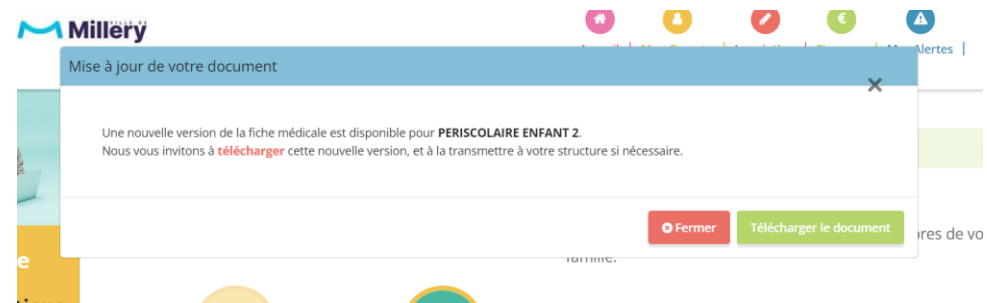 VILLE DE
Millery
€
Alertes |
Mise à jour de votre document
×
Une nouvelle version de la fiche médicale est disponible pour PERISCOLAIRE ENFANT 2.
Nous vous invitons à télécharger cette nouvelle version, et à la transmettre à votre structure si nécessaire.
Fermer
Télécharger le document
famille.